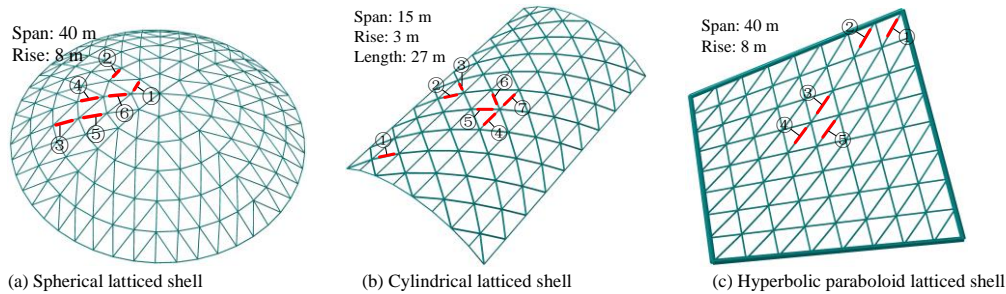 Span: 40 m
Rise: 8 m
②
④
①
⑥
③
⑤
(a) Spherical latticed shell
Span: 15 m
Rise: 3 m
Length: 27 m
③
②
⑥
⑦
⑤
④
①
(b) Cylindrical latticed shell
Span: 40 m
Rise: 8 m
②
①
③
④
⑤
(c) Hyperbolic paraboloid latticed shell